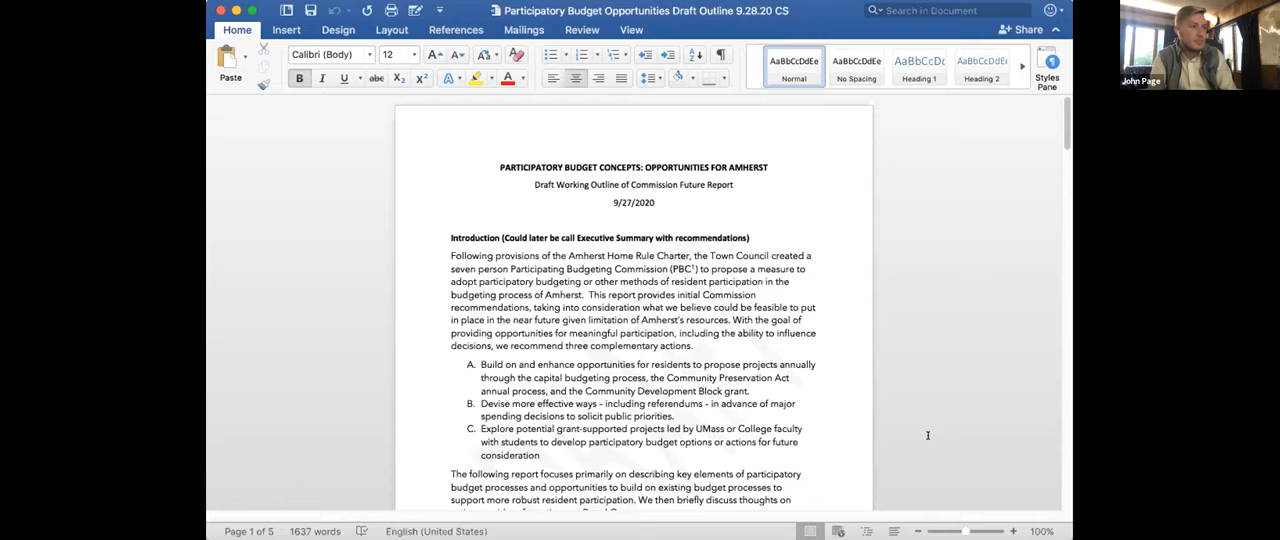 Participatory Budget Opportunities Draft Outline 9.28.20 CS
Search in Document
Home Insert Design Layout References Mailings Review View
Share
Paste
Calibri (Body) 12
AaBbCcDdEe AaBbCcDdEe AaBbCcDc AaBbCcDdEe
Normal No Spacing Heading 1 Heading 2
Styles
Pane
John Page
PARTICIPATORY BUDGET CONCEPTS: OPPORTUNITIES FOR AMHERST
Draft Working Outline of Commission Future Report
9/27/2020
Introduction (Could later be call Executive Summary with recommendations)
Following provisions of the Amherst Home Rule Charter, the Town Council created a
seven person Participating Budgeting Commission (PBC¹) to propose a measure to
adopt participatory budgeting or other methods of resident participation in the
budgeting process of Amherst. This report provides initial Commission
recommendations, taking into consideration what we believe could be feasible to put
in place in the near future given limitation of Amherst's resources. With the goal of
providing opportunities for meaningful participation, including the ability to influence
decisions, we recommend three complementary actions.
A. Build on and enhance opportunities for residents to propose projects annually
through the capital budgeting process, the Community Preservation Act
annual process, and the Community Development Block grant.
B. Devise more effective ways - including referendums - in advance of major
spending decisions to solicit public priorities.
C. Explore potential grant-supported projects led by UMass or College faculty
with students to develop participatory budget options or actions for future
consideration
The following report focuses primarily on describing key elements of participatory
budget processes and opportunities to build on existing budget processes to
support more robust resident participation. We then briefly discuss thoughts on
Page 1 of 5 1637 words English (United States) 100%